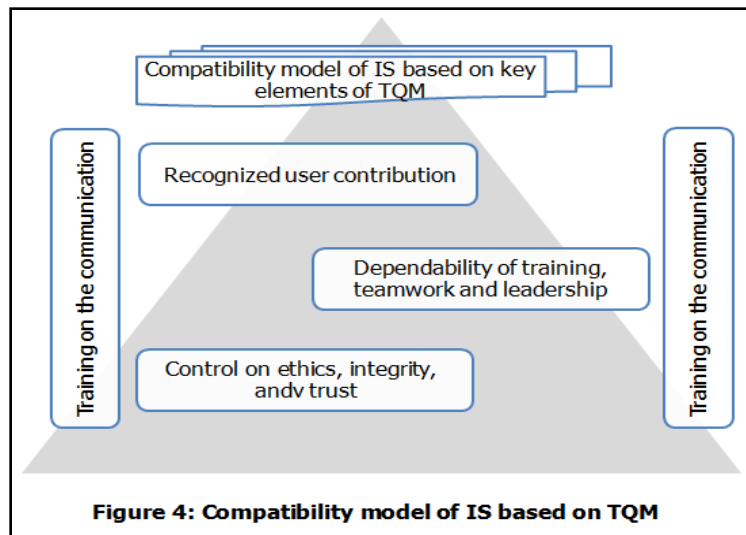 Compatibility model of IS based on key
elements of TQM
Training on the communication
Recognized user contribution
Dependability of training,
teamwork and leadership
Control on ethics, integrity,
andv trust
Training on the communication
Figure 4: Compatibility model of IS based on TQM